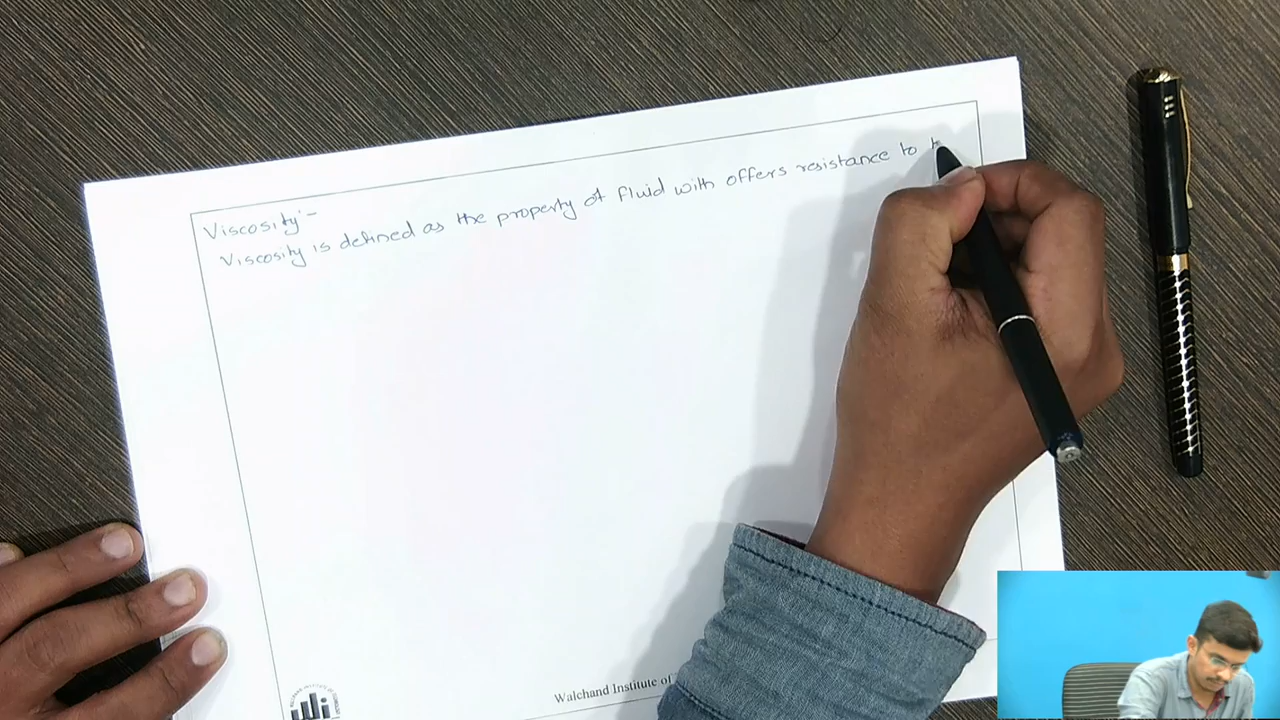 Viscosity :-
Viscosity is defined as the property of fluid with offers resistance to t
Walchand Institute of